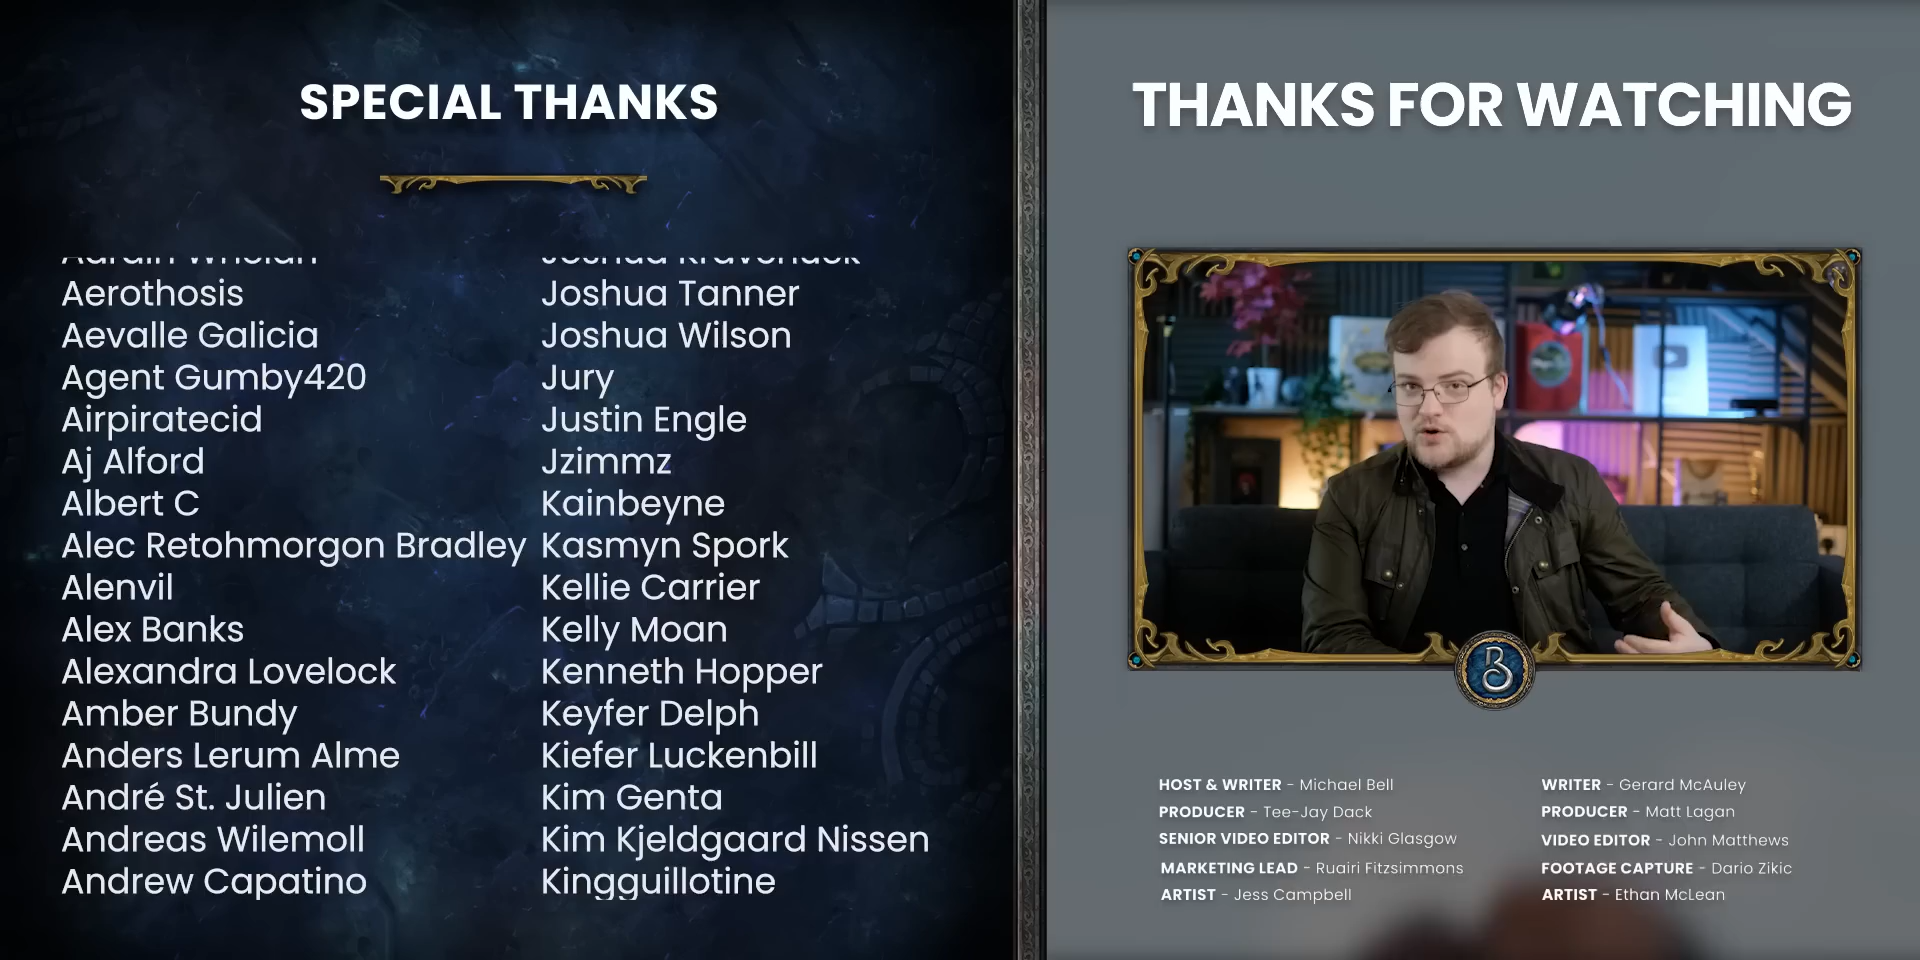 SPECIAL THANKS
Aerothosis
Aevalle Galicia
Agent Gumby420
Airpiratecid
Aj Alford
Albert C
Alec Retohmorgon Bradley
Alenvil
Alex Banks
Alexandra Lovelock
Amber Bundy
Anders Lerum Alme
André St. Julien
Andreas Wilemoll
Andrew Capatino
Joshua Tanner
Joshua Wilson
Jury
Justin Engle
Jzimmz
Kainbeyne
Kasmyn Spork
Kellie Carrier
Kelly Moan
Kenneth Hopper
Keyfer Delph
Kiefer Luckenbill
Kim Genta
Kim Kjeldgaard Nissen
Kingguillotine
THANKS FOR WATCHING
B
HOST & WRITER - Michael Bell
PRODUCER - Tee-Jay Dack
SENIOR VIDEO EDITOR - Nikki Glasgow
MARKETING LEAD - Ruairi Fitzsimmons
ARTIST - Jess Campbell
WRITER - Gerard McAuley
PRODUCER - Matt Lagan
VIDEO EDITOR - John Matthews
FOOTAGE CAPTURE - Dario Zikic
ARTIST - Ethan McLean